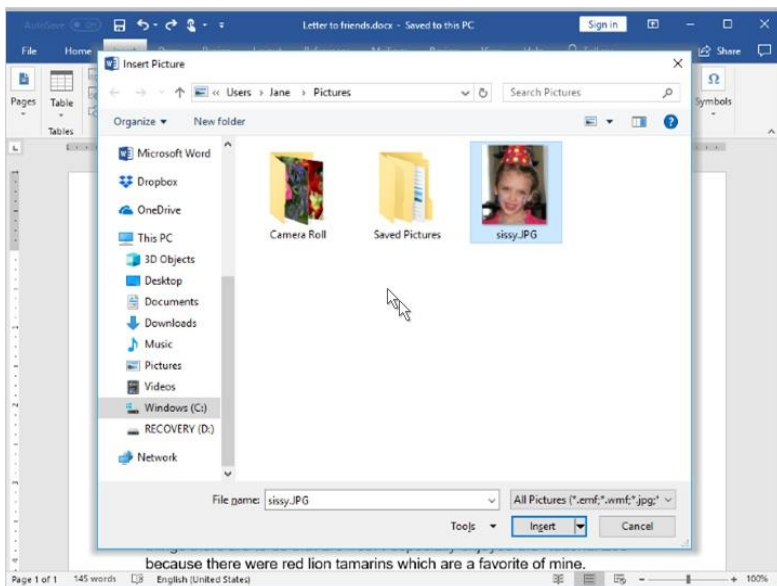 AutoSave Off Letter to friends.docx - Saved to this PC Sign in
File Home Share
Insert Picture
Pages Table Symbols
Tables
« Users › Jane › Pictures Search Pictures
Organize New folder
Microsoft Word
Dropbox
OneDrive
This PC
3D Objects
Desktop
Documents
Downloads
Music
Pictures
Videos
Windows (C:)
RECOVERY (D:)
Network
Camera Roll Saved Pictures sissy.JPG
File name: sissy.JPG All Pictures (*.emf;*.wmf;*.jpg;*
Tools Insert Cancel
because there were red lion tamarins which are a favorite of mine.
Page 1 of 1 145 words English (United States) 100%